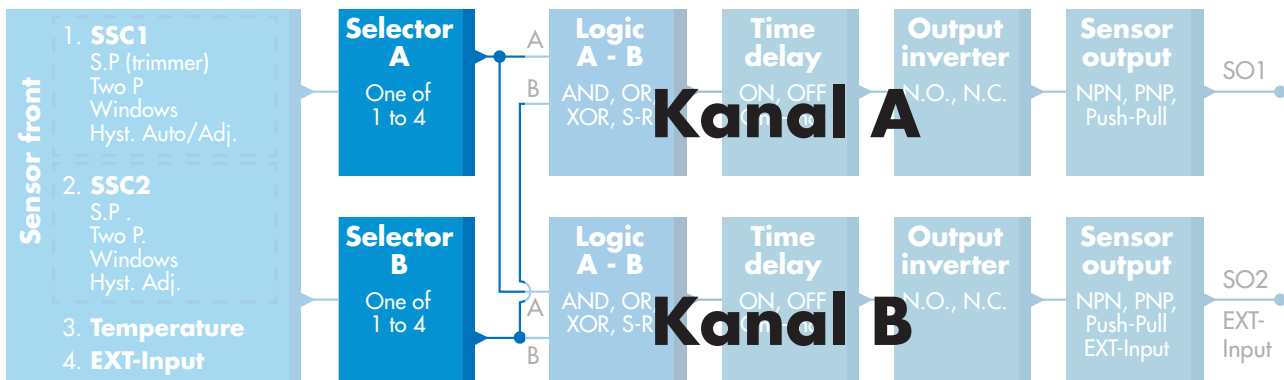 Sensor front
1. SSC1
S.P (trimmer)
Two P
Windows
Hyst. Auto/Adj.
2. SSC2
S.P .
Two P.
Windows
Hyst. Adj.
3. Temperature
4. EXT-Input
Selector
A
One of
1 to 4
A
B
Logic
A - B
AND, OR,
XOR, S-R
Time
delay
ON, OFF
Output
inverter
N.O., N.C.
Sensor
output
NPN, PNP,
Push-Pull
SO1
Kanal A
Selector
B
One of
1 to 4
A
B
Logic
A - B
AND, OR,
XOR, S-R
Time
delay
ON, OFF
Output
inverter
N.O., N.C.
Sensor
output
NPN, PNP,
Push-Pull
EXT-Input
SO2
EXT-
Input
Kanal B